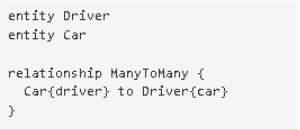 entity Driver
entity Car
relationship ManyToMany {
  Car{driver} to Driver{car}
}